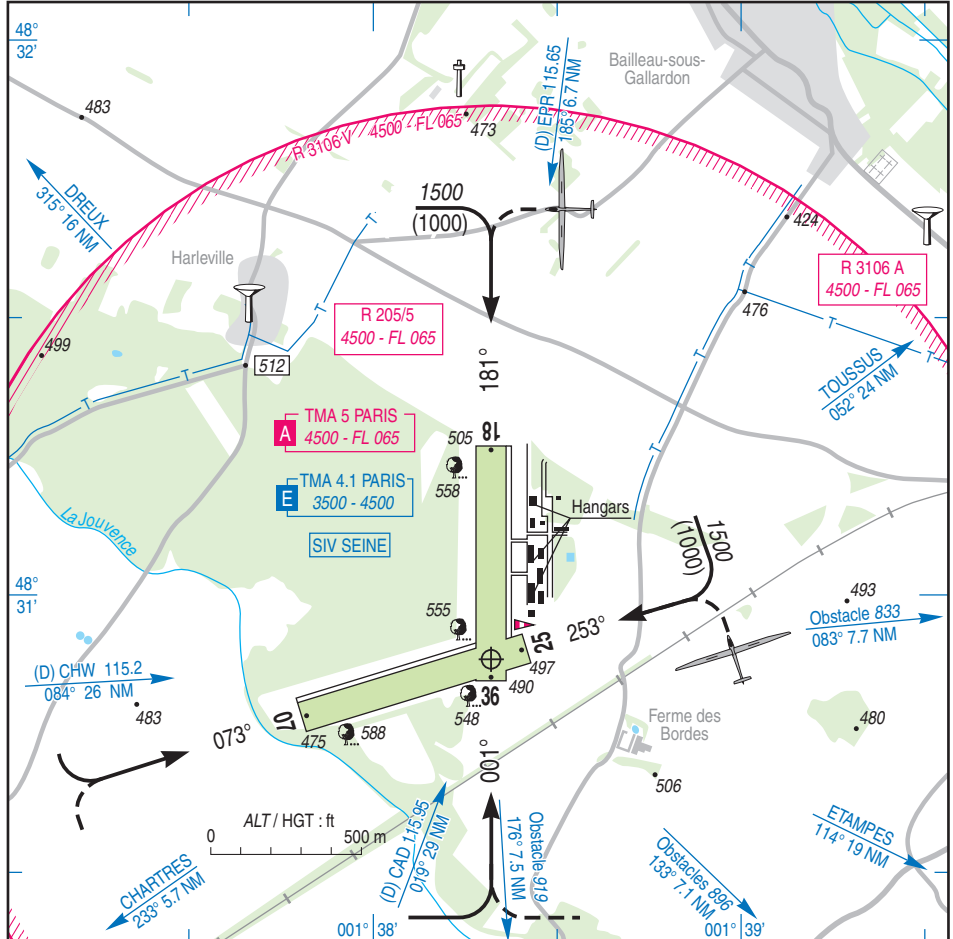 48°
32'
483
R 3106 V 4500 - FL 065
473
(D) EPR 115.65
185° 6.7 NM
Bailleau-sous-
Gallardon
DREUX
315° 16 NM
1500
(1000)
424
Harleville
T
T
R 3106 A
4500 - FL 065
R 205/5
4500 - FL 065
476
T
T
T
499
512
T
T
T
TOUSSUS
052° 24 NM
181°
18
TMA 5 PARIS
A
4500 - FL 065
505
558
T
TMA 4.1 PARIS
E
3500 - 4500
Hangars
La Jouvence
SIV SEINE
1500
(1000)
48°
31'
493
555
Obstacle 833
083° 7.7 NM
253°
25
497
490
(D) CHW 115.2
084° 26 NM
36
548
483
07
475
588
073°
Ferme des
Bordes
480
506
001°
ALT / HGT : ft
0
500 m
(D) CAD 115.95
019° 29 NM
Obstacle 919
176° 7.5 NM
Obstacles 896
133° 7.1 NM
ETAMPES
114° 19 NM
CHARTRES
233° 5.7 NM
001° 38'
001° 39'